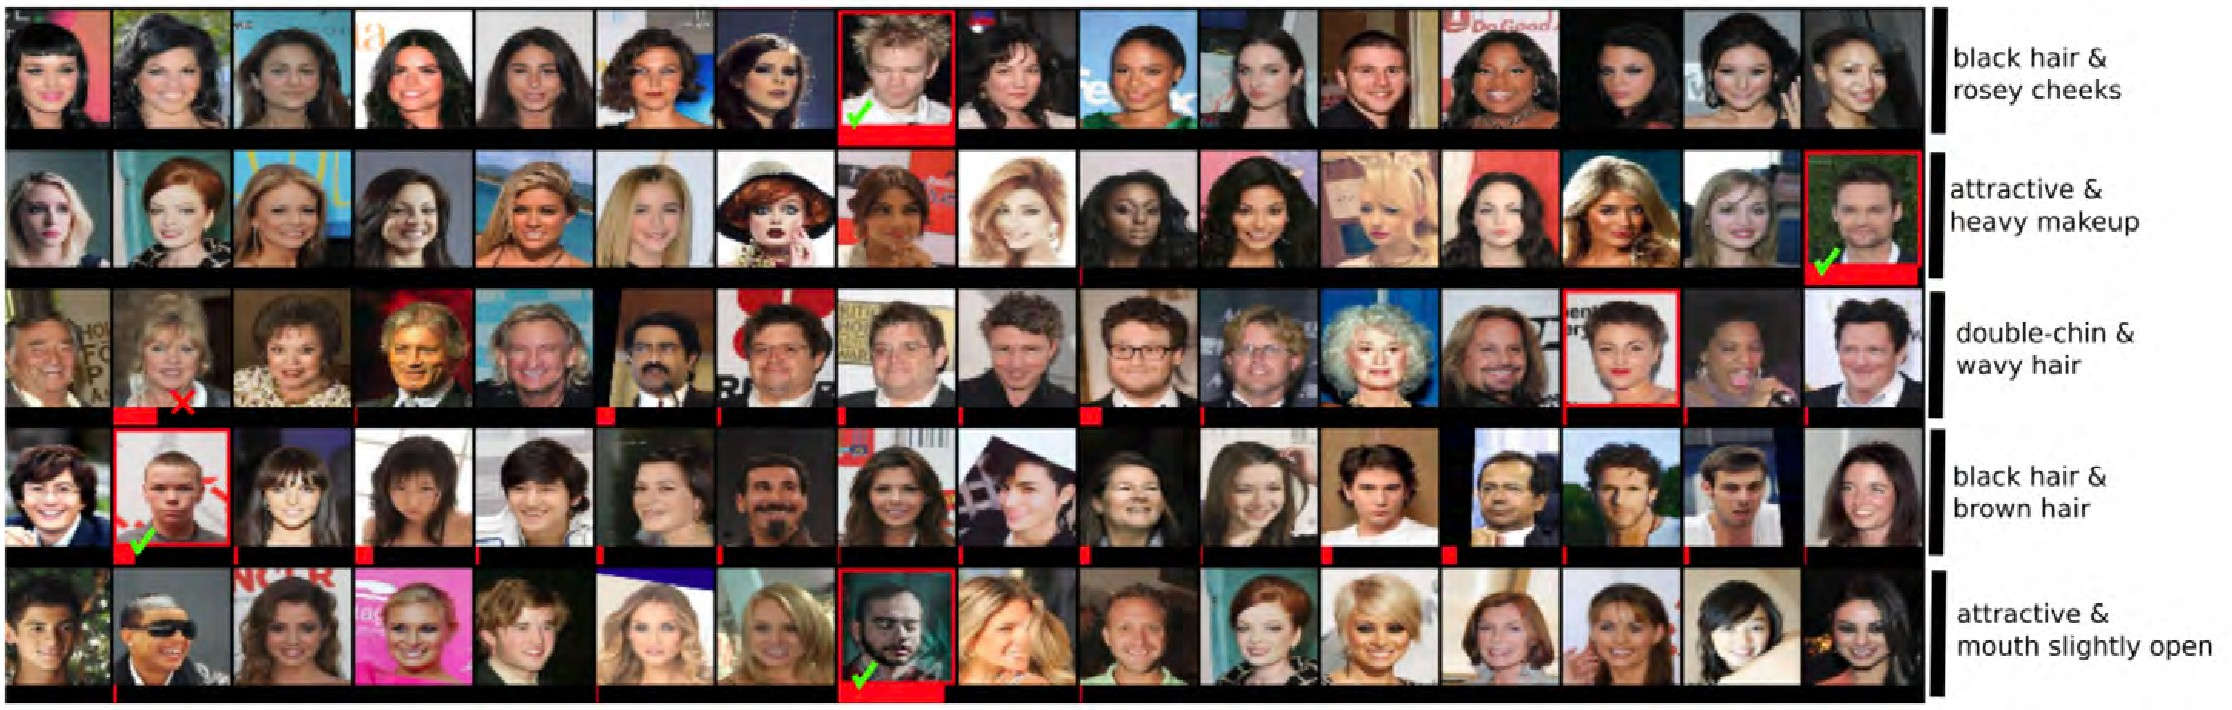 black hair &
rosey cheeks
attractive &
heavy makeup
double-chin &
wavy hair
black hair &
brown hair
attractive &
mouth slightly open